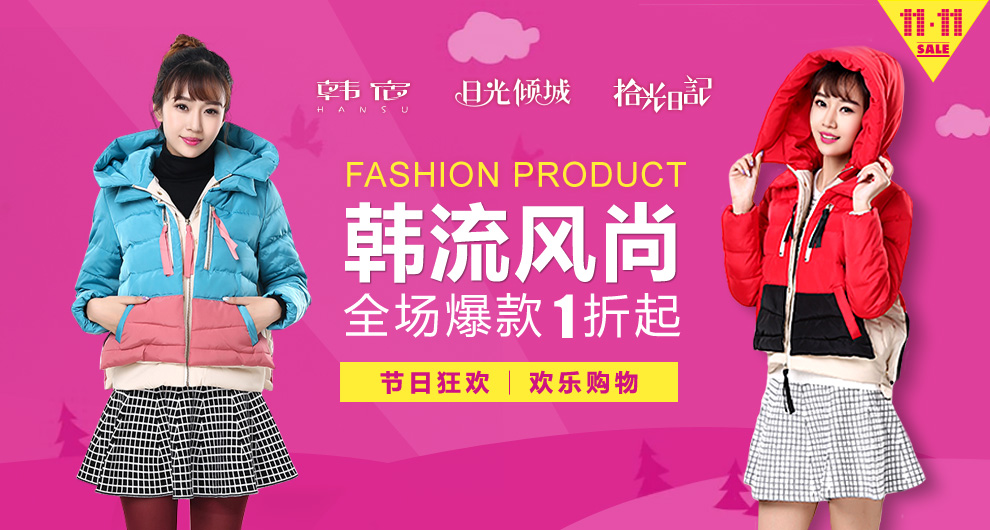 11·11
SALE
韩宿
HANSU
日光倾城
拾光日記
FASHION PRODUCT
韩流风尚
全场爆款1折起
节日狂欢 | 欢乐购物